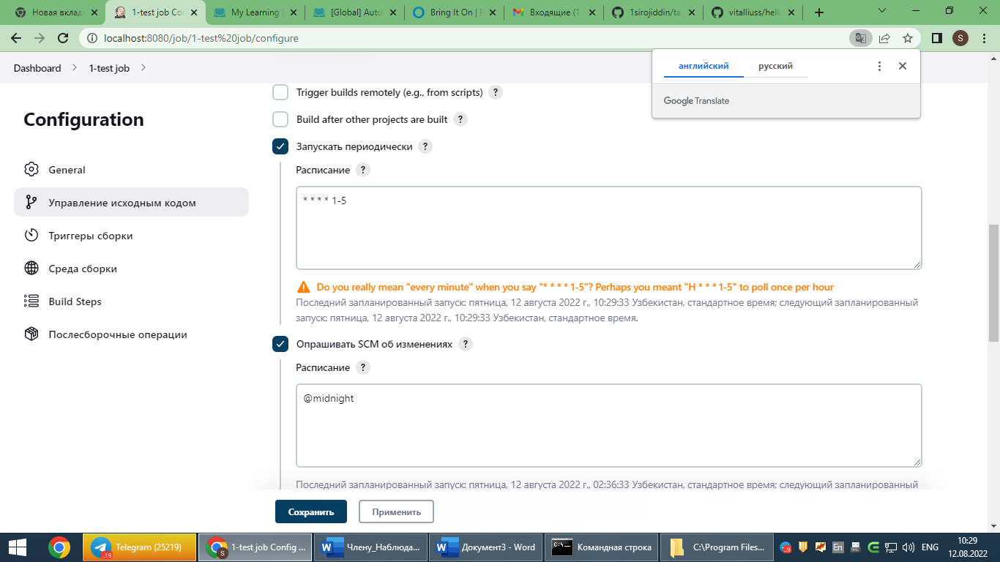 Новая вклад
1-test job Co
My Learning |
[Global] Auto
Bring It On | P
Входящие (1
1sirojiddin/ta
vitalliuss/hello
localhost:8080/job/1-test%20job/configure
S
английский
русский
Google Translate
Dashboard
1-test job
Configuration
General
Управление исходным кодом
Триггеры сборки
Среда сборки
Build Steps
Послесборочные операции
Trigger builds remotely (e.g., from scripts) ?
Build after other projects are built ?
Запускать периодически ?
Расписание ?
* * * * 1-5
Do you really mean "every minute" when you say "* * * * 1-5"? Perhaps you meant "H * * * 1-5" to poll once per hour
Последний запланированный запуск: пятница, 12 августа 2022 г., 10:29:33 Узбекистан, стандартное время; следующий запланированный
запуск: пятница, 12 августа 2022 г., 10:29:33 Узбекистан, стандартное время.
Опрашивать SCM об изменениях ?
Расписание ?
@midnight
Последний запланированный запуск: пятница, 12 августа 2022 г., 02:36:33 Узбекистан, стандартное время; следующий запланированный
Сохранить
Применить
Telegram (25219)
1-test job Config ...
Члену_Наблюда...
Документ3 - Word
Командная строка
C:\Program Files...
En
ENG
10:29
12.08.2022